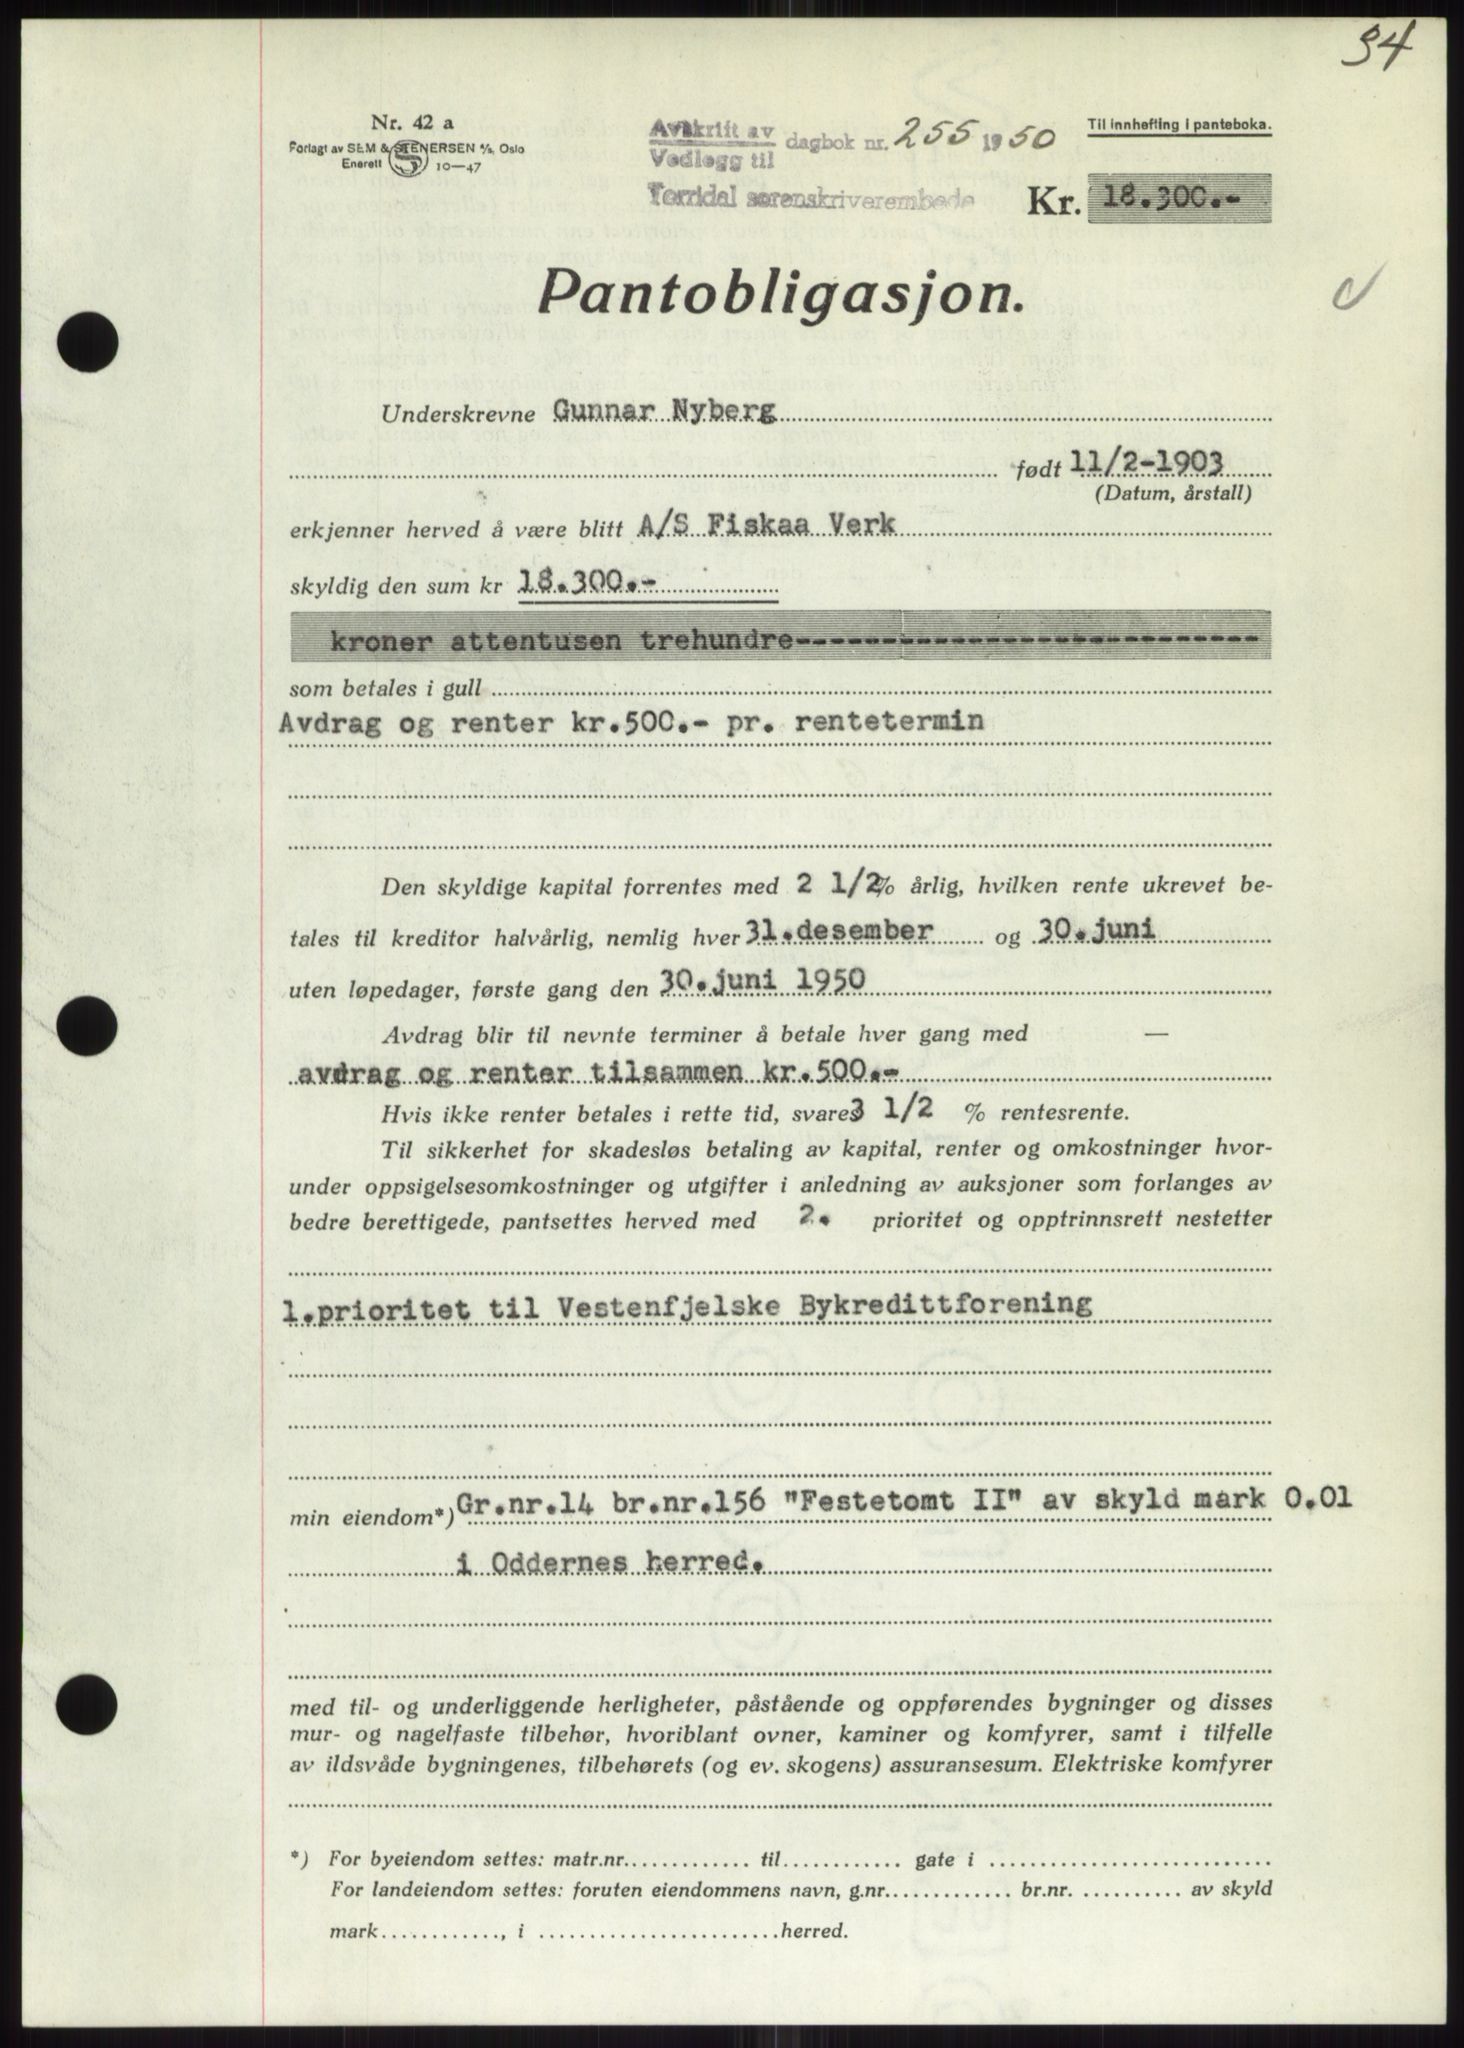 34
Nr. 42 a
Forlagt av SEM & STENERSEN A/S, Oslo
Enerett 10—47
Avskrift av
Vedlegg til
dagbok nr. 255 1950
Torridal sorenskriverembede
Til innhefting i panteboka.
Kr. 18.300.-
Pantobligasjon.
Underskrevne Gunnar Nyberg
født 11/2-1903
(Datum, årstall)
erkjenner herved å være blitt A/S Fiskaa Verk
skyldig den sum kr 18.300.-
kroner attentusen trehundre---------------------------
som betales i gull
Avdrag og renter kr.500.- pr. rentetermin
Den skyldige kapital forrentes med 2 1/2% årlig, hvilken rente ukrevet be-
tales til kreditor halvårlig, nemlig hver 31.desember og 30.juni
uten løpedager, første gang den 30.juni 1950
Avdrag blir til nevnte terminer å betale hver gang med —
avdrag og renter tilsammen kr.500.-
Hvis ikke renter betales i rette tid, svares 3 1/2 % rentesrente.
Til sikkerhet for skadesløs betaling av kapital, renter og omkostninger hvor-
under oppsigelsesomkostninger og utgifter i anledning av auksjoner som forlanges av
bedre berettigede, pantsettes herved med 2. prioritet og opptrinnsrett nestetter
1.prioritet til Vestenfjelske Bykredittforening
min eiendom*) Gr.nr.14 br.nr.156 "Festetomt II" av skyld mark 0.01
i Oddernes herred.
med til- og underliggende herligheter, påstående og oppførendes bygninger og disses
mur- og nagelfaste tilbehør, hvoriblant ovner, kaminer og komfyrer, samt i tilfelle
av ildsvåde bygningenes, tilbehørets (og ev. skogens) assuransesum. Elektriske komfyrer
*) For byeiendom settes: matr.nr............. til............ gate i ............................
For landeiendom settes: foruten eiendommens navn, g.nr............. br.nr. .......... av skyld
mark............, i ........................herred.